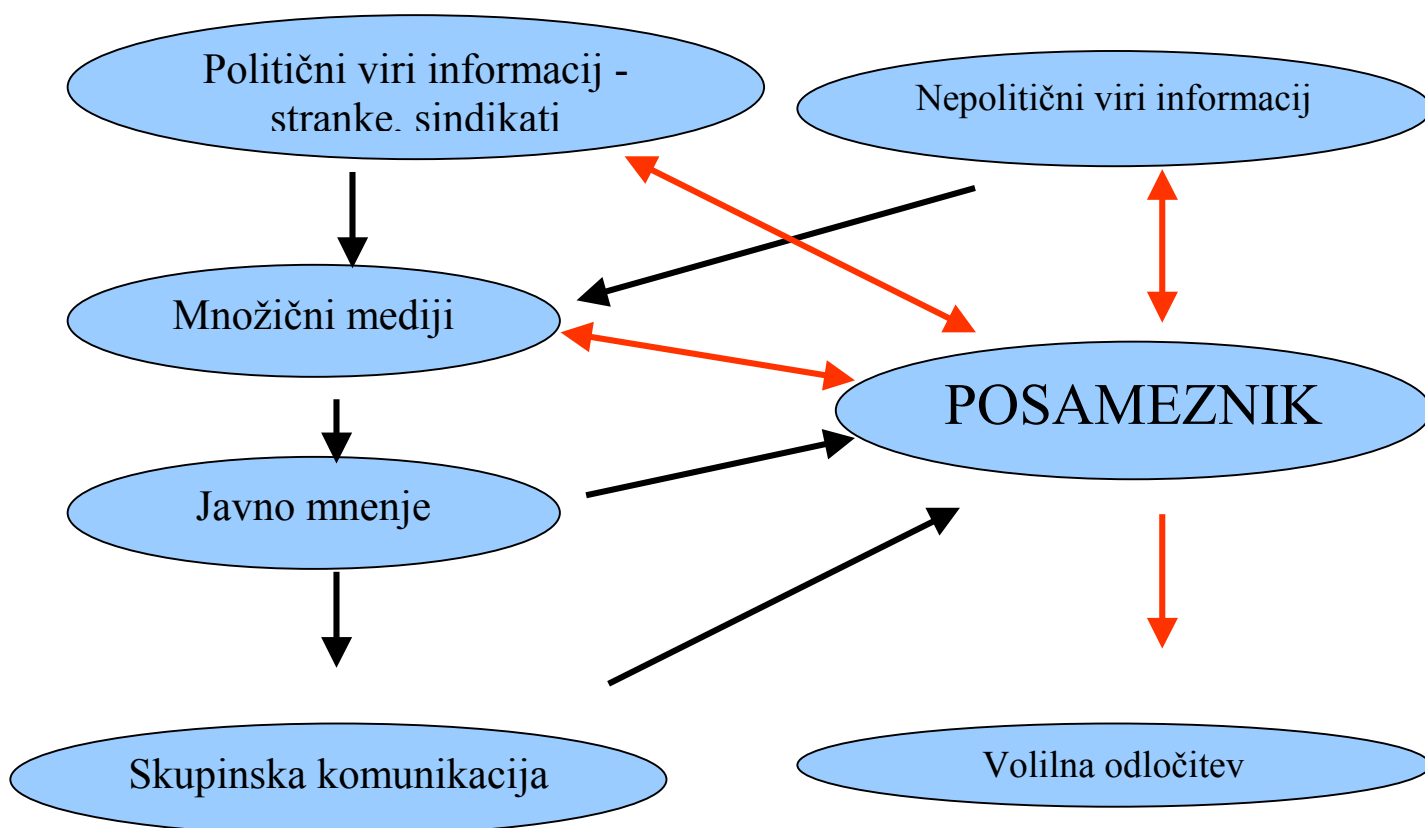 Politični viri informacij -
stranke, sindikati
Nepolitični viri informacij
Množični mediji
POSAMEZNIK
Javno mnenje
Skupinska komunikacija
Volilna odločitev